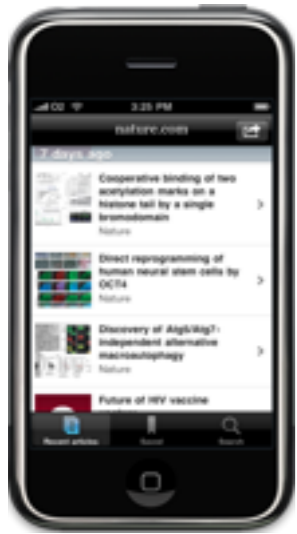 O2
3:25 PM
nature.com
7 days ago
Cooperative binding of two
acetylation marks on a
histone tail by a single
bromodomain
Nature
Direct reprogramming of
human neural stem cells by
OCT4
Nature
Discovery of Atg5/Atg7-
independent alternative
macroautophagy
Nature
Future of HIV vaccine
Recent articles
Saved
Search